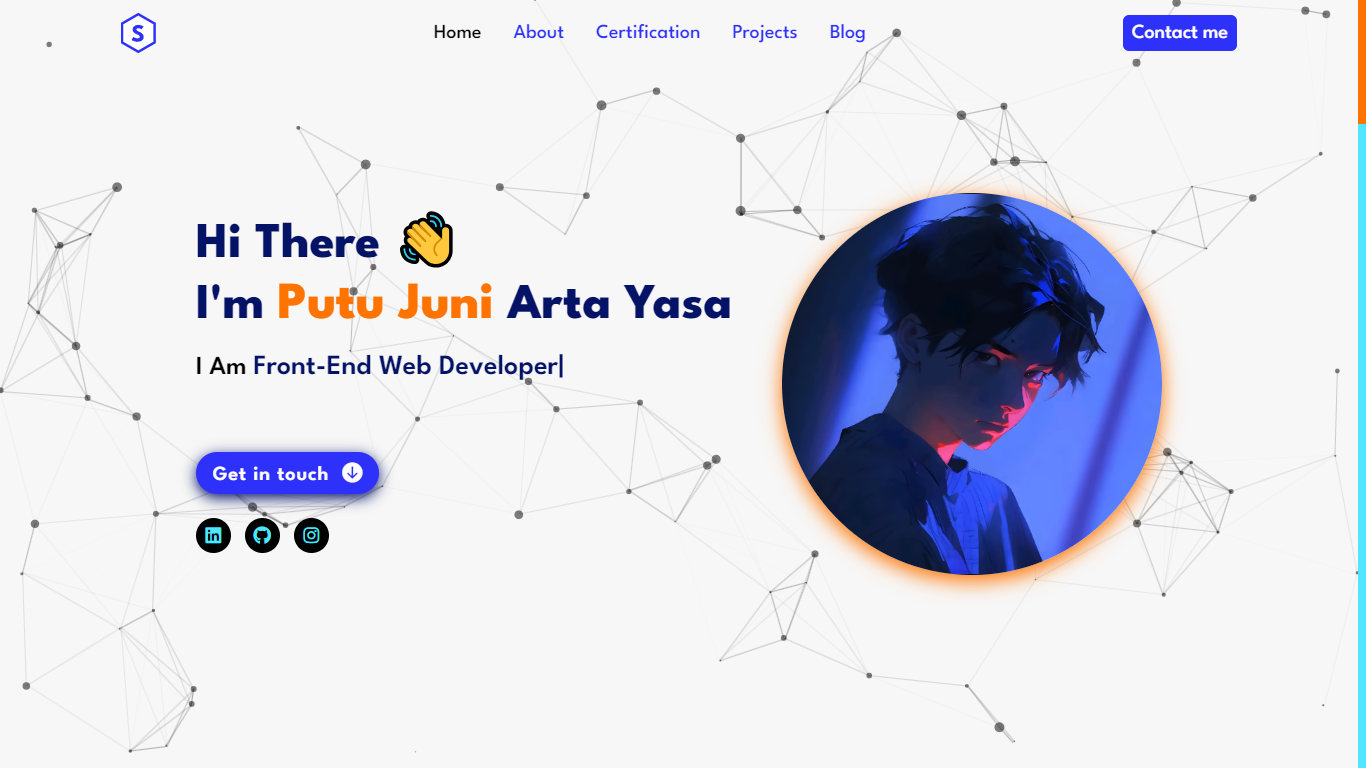 S
Home About Certification Projects Blog Contact me
Hi There
I'm Putu Juni Arta Yasa
I Am Front-End Web Developer|
Get in touch
in